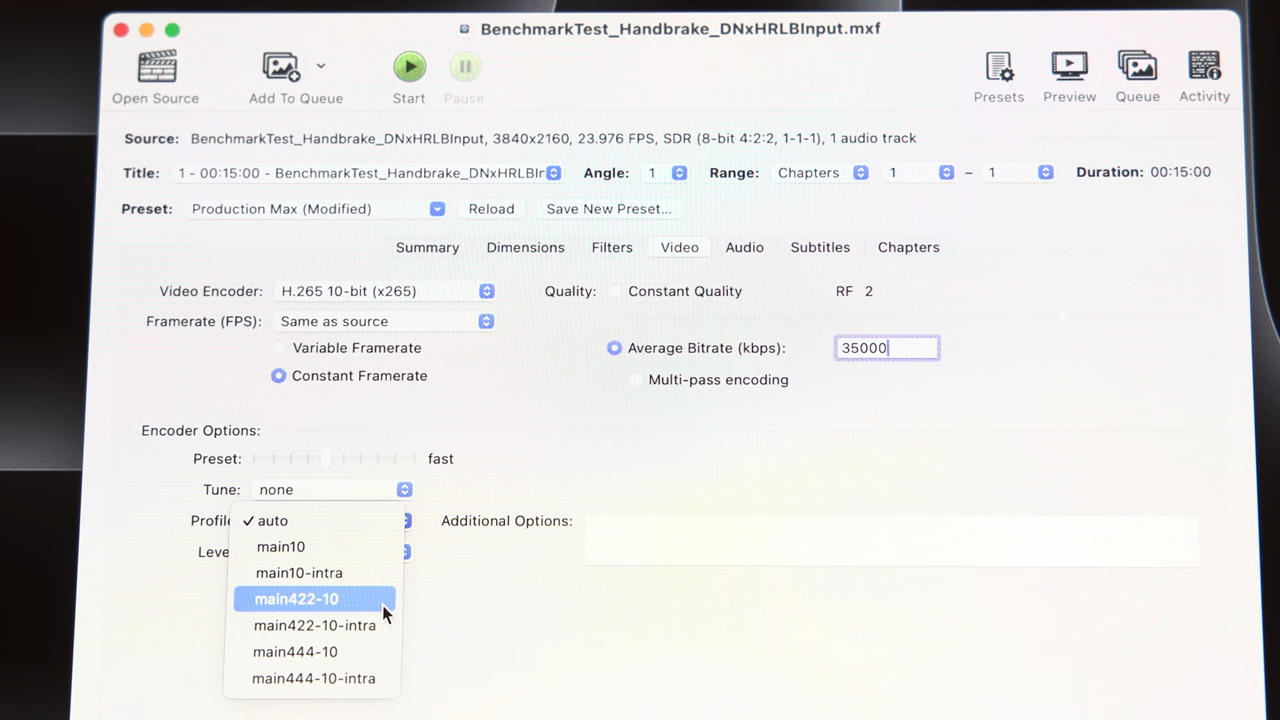 BenchmarkTest_Handbrake_DNxHRLBInput.mxf
Open Source Add To Queue Start Pause Presets Preview Queue Activity
Source: BenchmarkTest_Handbrake_DNxHRLBInput, 3840x2160, 23.976 FPS, SDR (8-bit 4:2:2, 1-1-1), 1 audio track
Title: 1 - 00:15:00 - BenchmarkTest_Handbrake_DNxHRLBIr Angle: 1 Range: Chapters 1 – 1 Duration: 00:15:00
Preset: Production Max (Modified) Reload Save New Preset...
Summary Dimensions Filters Video Audio Subtitles Chapters
Video Encoder: H.265 10-bit (x265) Quality: Constant Quality RF 2
Framerate (FPS): Same as source
Variable Framerate Average Bitrate (kbps): 35000
Constant Framerate Multi-pass encoding
Encoder Options:
Preset: fast
Tune: none
Profile ✓ auto Additional Options:
main10
Leve
main10-intra
main422-10
main422-10-intra
main444-10
main444-10-intra